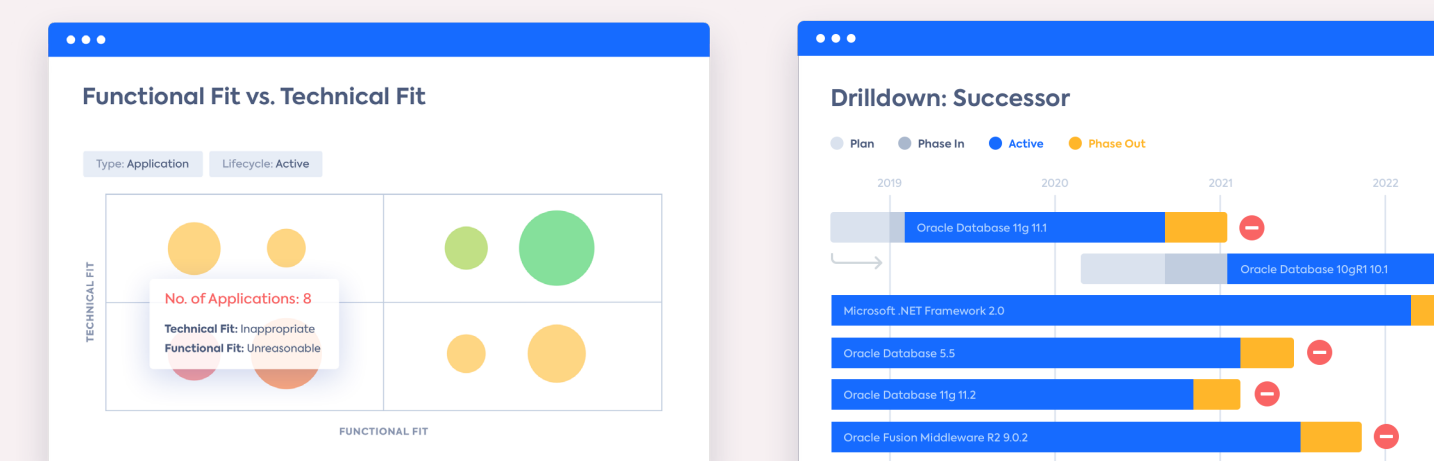 Functional Fit vs. Technical Fit
Type: Application
Lifecycle: Active
TECHNICAL FIT
No. of Applications: 8
Technical Fit: Inappropriate
Functional Fit: Unreasonable
FUNCTIONAL FIT
Drilldown: Successor
Plan
Phase In
Active
Phase Out
2019
2020
2021
2022
Oracle Database 11g 11.1
Oracle Database 10gR1 10.1
Microsoft .NET Framework 2.0
Oracle Database 5.5
Oracle Database 11g 11.2
Oracle Fusion Middleware R2 9.0.2